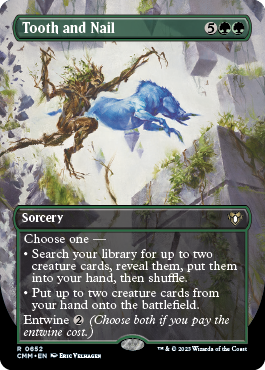 Tooth and Nail 5
Sorcery
Choose one —
• Search your library for up to two
creature cards, reveal them, put them
into your hand, then shuffle.
• Put up to two creature cards from
your hand onto the battlefield.
Entwine 2 (Choose both if you pay the
entwine cost.)
R 0652
CMM • EN Eric Velhagen
™ & © 2023 Wizards of the Coast